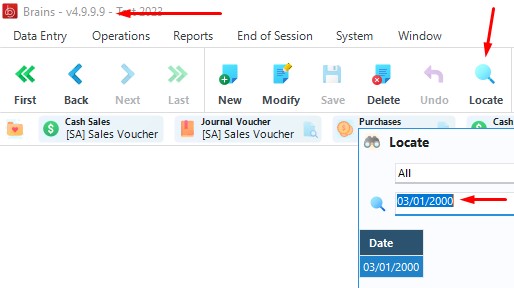 Brains - v4.9.9.9 - Test 2023
Data Entry Operations Reports End of Session System Window
First Back Next Last New Modify Save Delete Undo Locate
Cash Sales Journal Voucher Purchases Cash
[SA] Sales Voucher [SA] Sales Voucher
Locate
All
03/01/2000
Date
03/01/2000